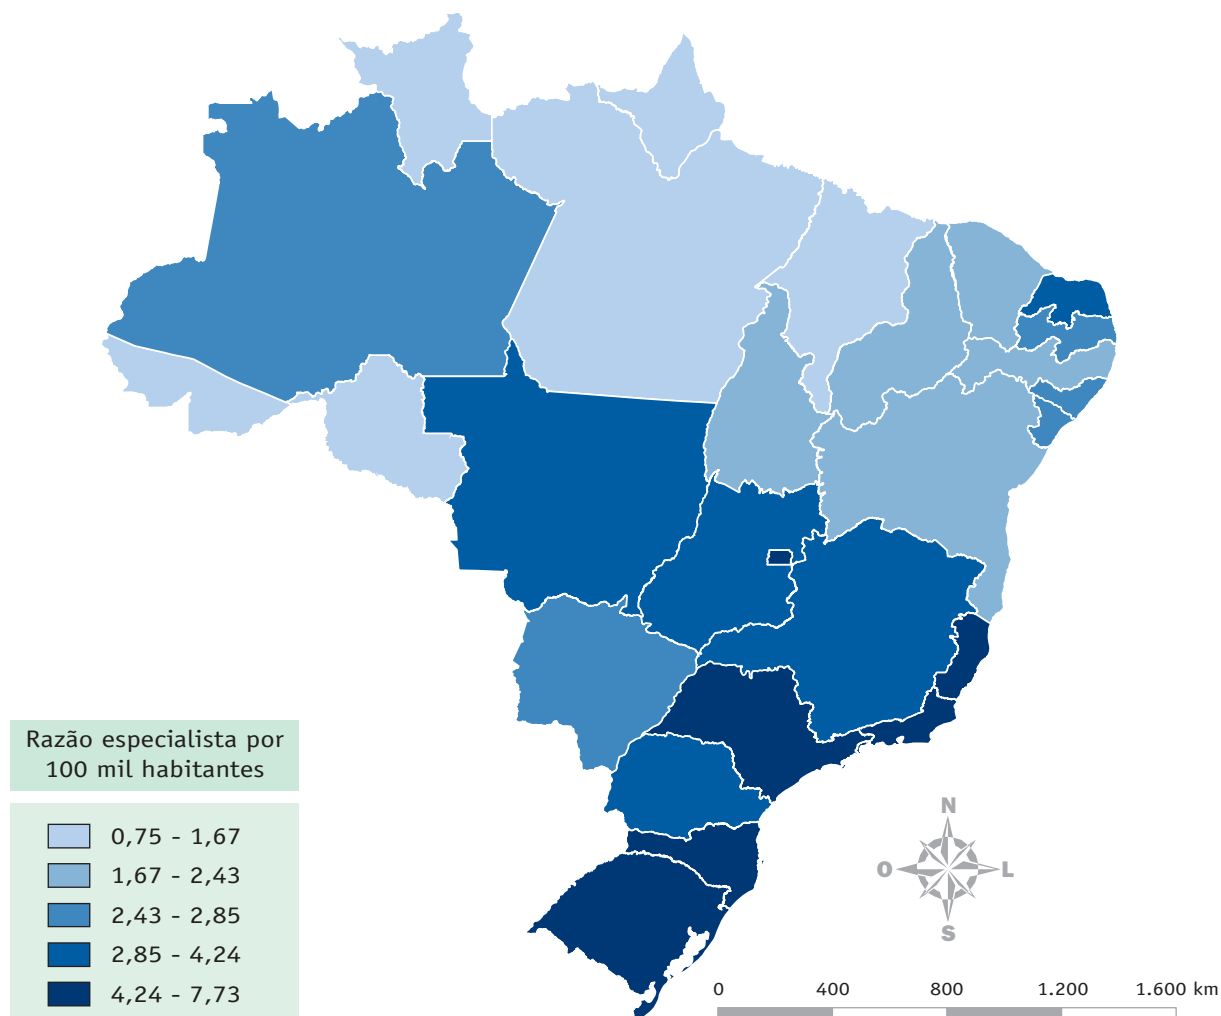 Razão especialista por
100 mil habitantes
0,75 - 1,67
1,67 - 2,43
2,43 - 2,85
2,85 - 4,24
4,24 - 7,73
N
O
L
S
0 400 800 1.200 1.600 km